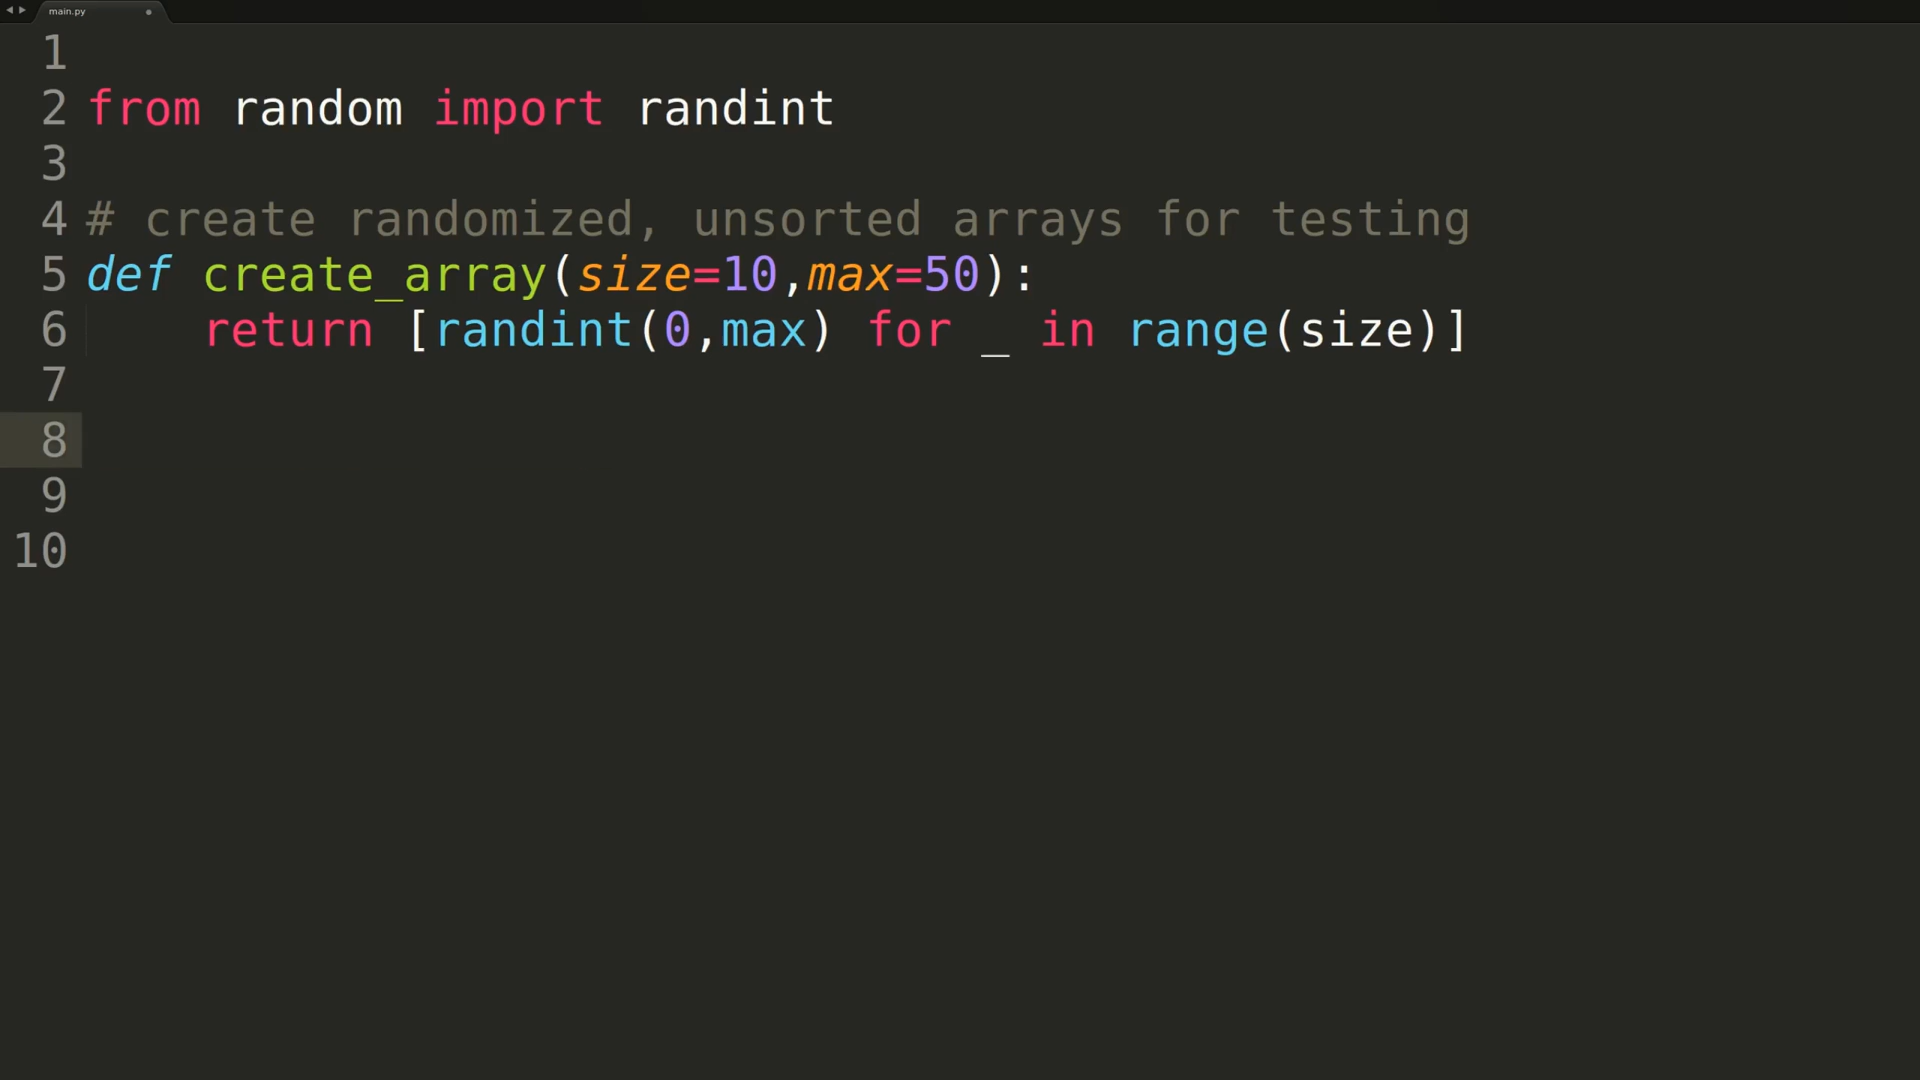 main.py
1
2 from random import randint
3
4 # create randomized, unsorted arrays for testing
5 def create_array(size=10,max=50):
6     return [randint(0,max) for _ in range(size)]
7
8
9
10